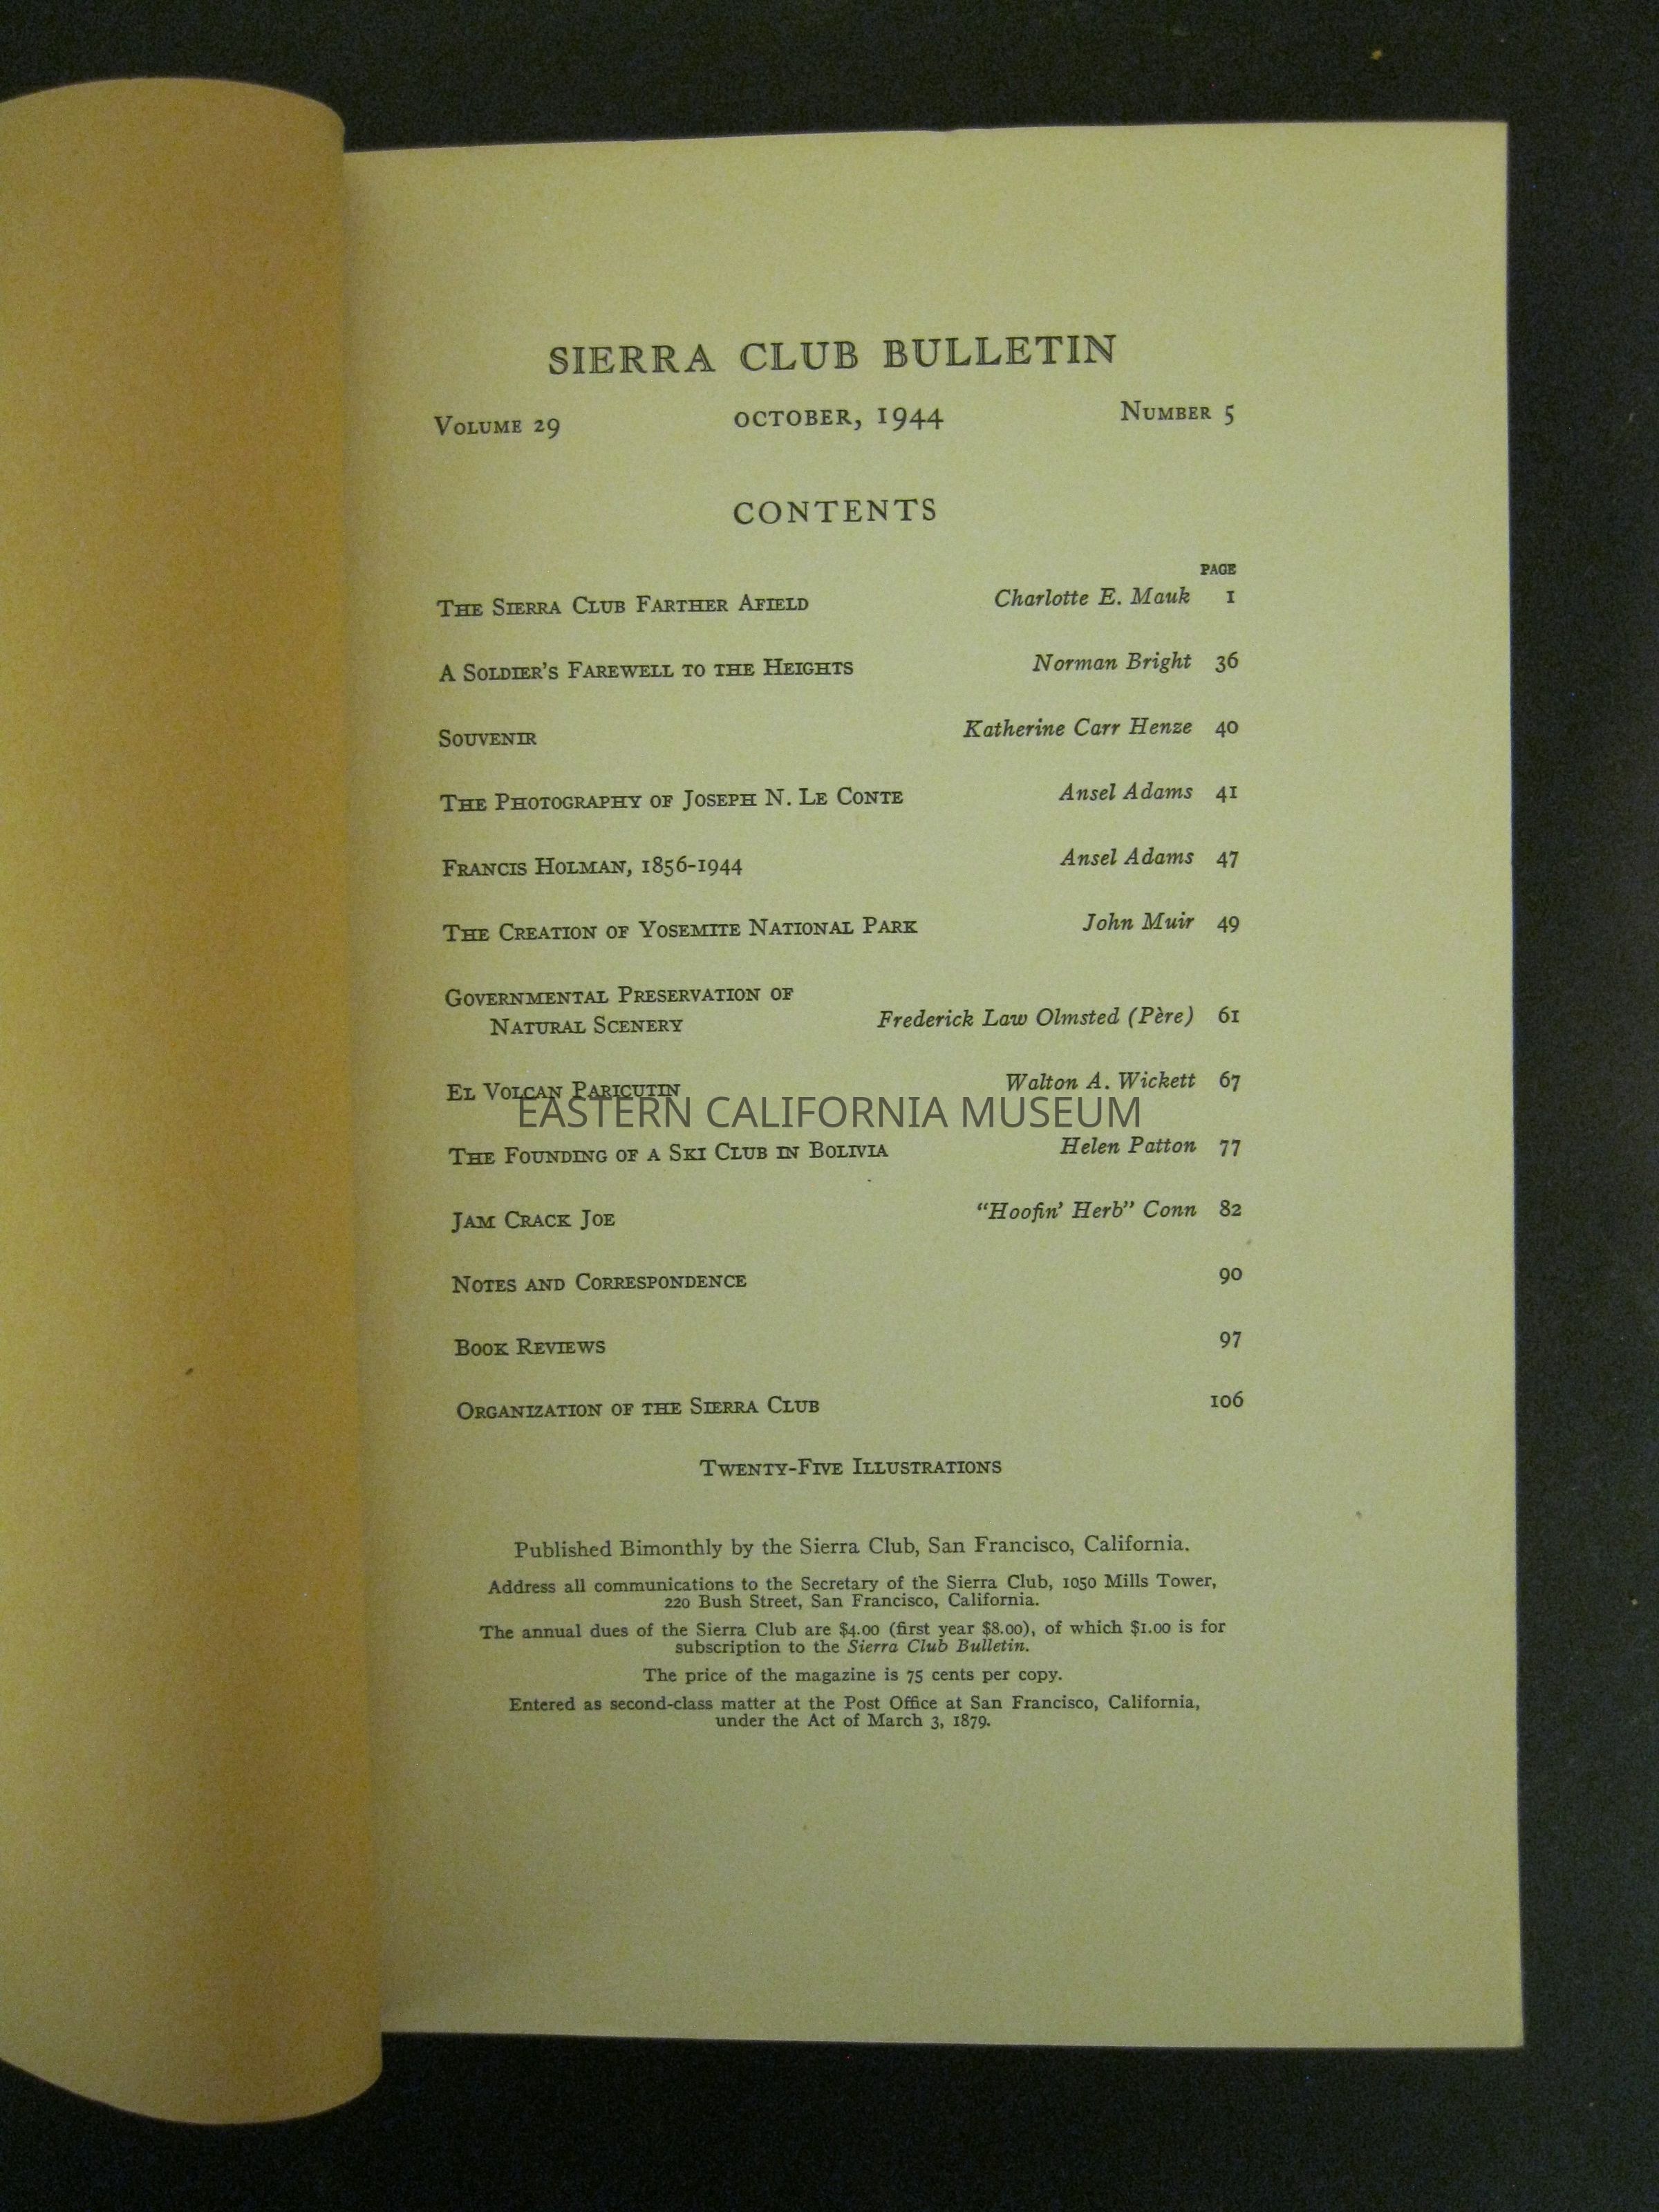 SIERRA CLUB BULLETIN
VOLUME 29 OCTOBER, 1944 NUMBER 5
CONTENTS
PAGE
THE SIERRA CLUB FARTHER AFIELD Charlotte E. Mauk 1
A SOLDIER'S FAREWELL TO THE HEIGHTS Norman Bright 36
SOUVENIR Katherine Carr Henze 40
THE PHOTOGRAPHY OF JOSEPH N. LE CONTE Ansel Adams 41
FRANCIS HOLMAN, 1856-1944 Ansel Adams 47
THE CREATION OF YOSEMITE NATIONAL PARK John Muir 49
GOVERNMENTAL PRESERVATION OF
NATURAL SCENERY Frederick Law Olmsted (Père) 61
EL VOLCAN PARICUTIN Walton A. Wickett 67
EASTERN CALIFORNIA MUSEUM
THE FOUNDING OF A SKI CLUB IN BOLIVIA Helen Patton 77
JAM CRACK JOE "Hoofin' Herb" Conn 82
NOTES AND CORRESPONDENCE 90
BOOK REVIEWS 97
ORGANIZATION OF THE SIERRA CLUB 106
TWENTY-FIVE ILLUSTRATIONS
Published Bimonthly by the Sierra Club, San Francisco, California.
Address all communications to the Secretary of the Sierra Club, 1050 Mills Tower,
220 Bush Street, San Francisco, California.
The annual dues of the Sierra Club are $4.00 (first year $8.00), of which $1.00 is for
subscription to the Sierra Club Bulletin.
The price of the magazine is 75 cents per copy.
Entered as second-class matter at the Post Office at San Francisco, California,
under the Act of March 3, 1879.